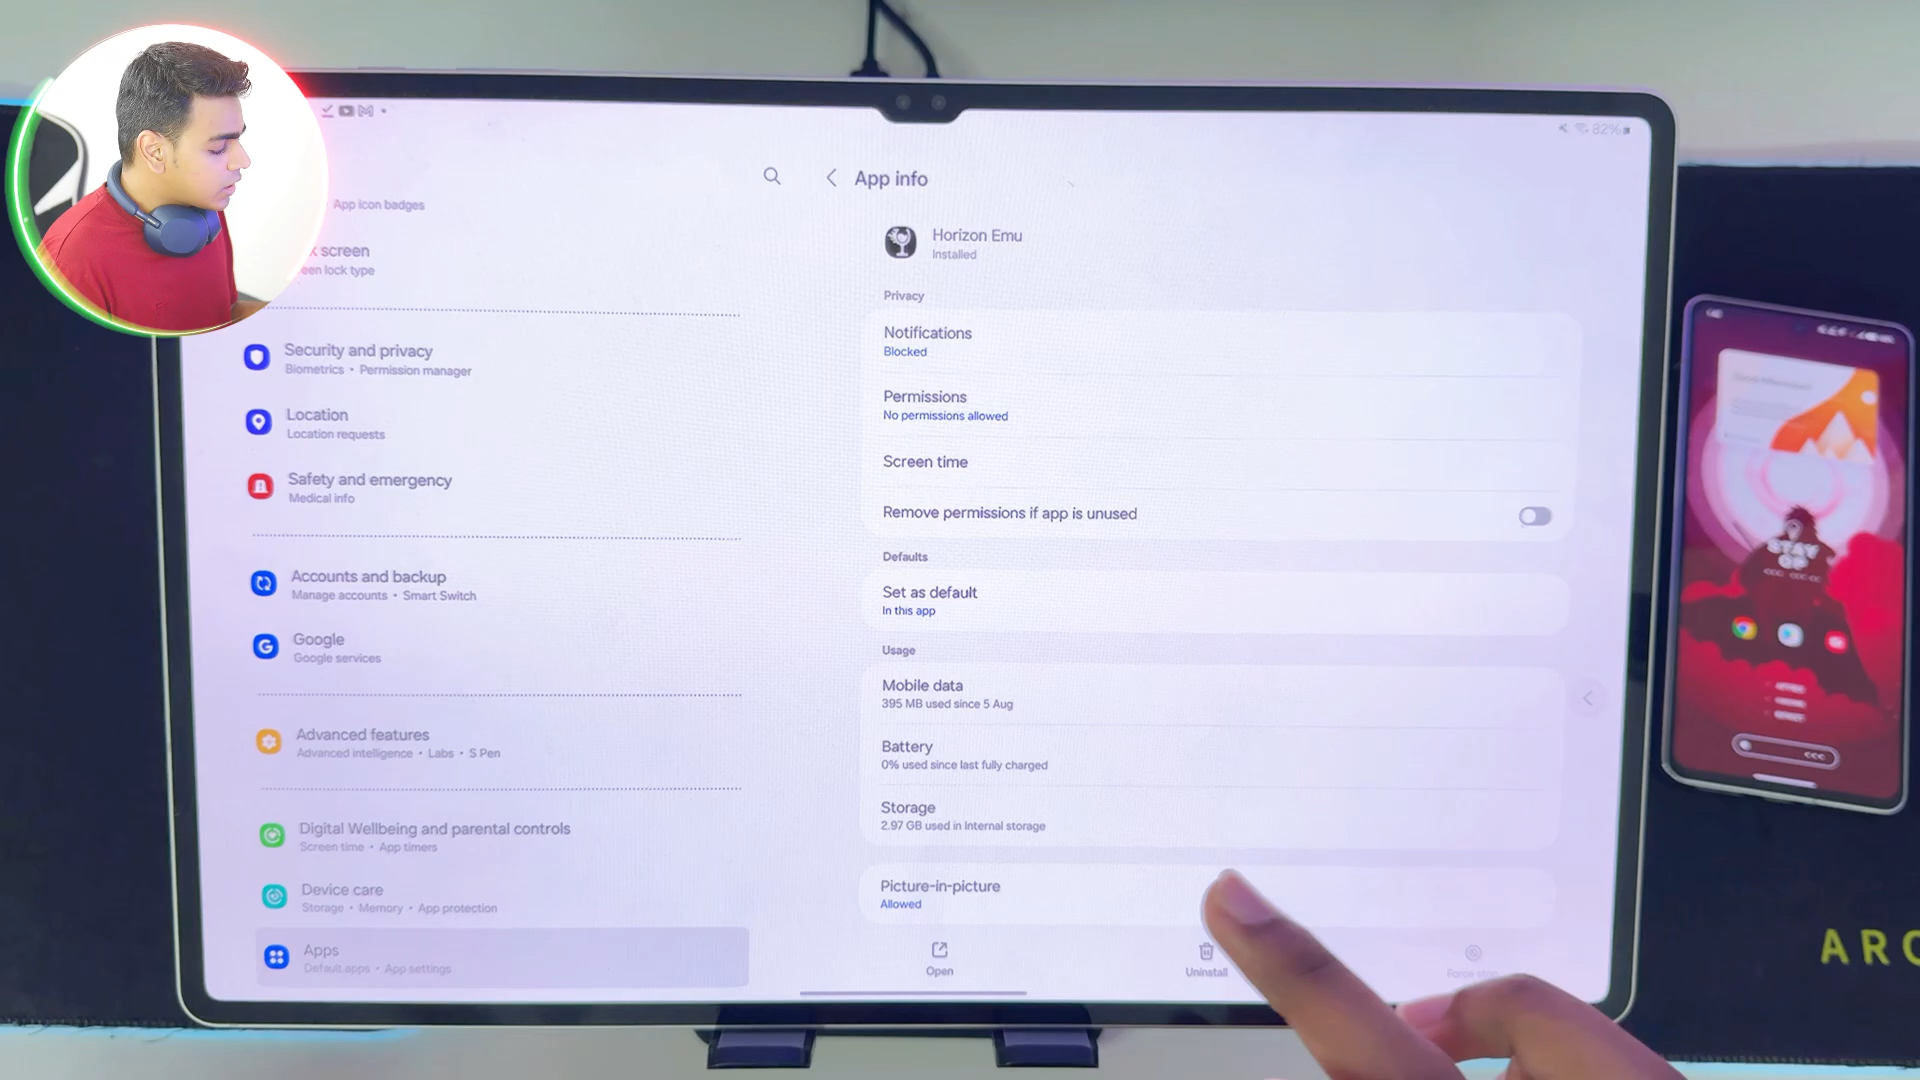 82%
App info
App icon badges
screen
een lock type
Horizon Emu
Installed
Privacy
Notifications
Blocked
Security and privacy
Biometrics • Permission manager
Permissions
No permissions allowed
Location
Location requests
Screen time
Safety and emergency
Medical info
Remove permissions if app is unused
Defaults
Accounts and backup
Manage accounts • Smart Switch
Set as default
In this app
Google
Google services
Usage
Mobile data
395 MB used since 5 Aug
Advanced features
Advanced intelligence • Labs • S Pen
Battery
0% used since last fully charged
Storage
2.97 GB used in Internal storage
Digital Wellbeing and parental controls
Screen time • App timers
Picture-in-picture
Allowed
Device care
Storage • Memory • App protection
Apps
Default apps • App settings
Open
Uninstall
Force stop
STAY
ARC